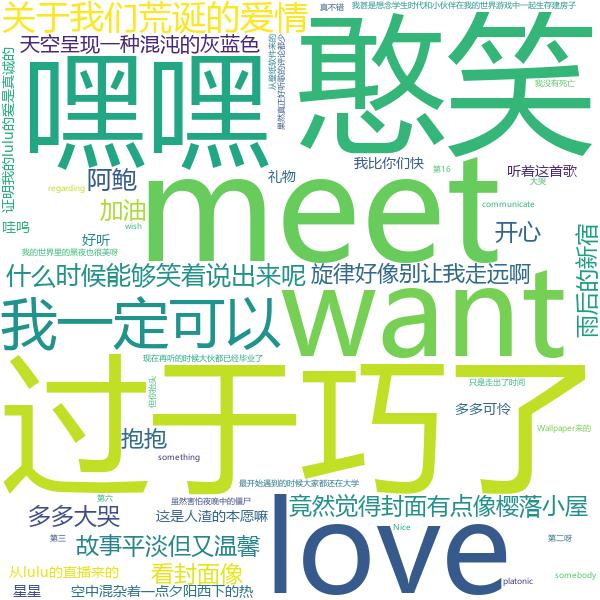 关于我们荒诞的爱情
真不错
我甚是想念学生时代和小伙伴在我的世界游戏中一起生存建房子
天空呈现一种混沌的灰蓝色
嘿嘿
憨笑
证明我的lulu的爱是真诚的
我没有死亡
我比你们快
第16
听着这首歌
大哭
阿鲍
礼物
regarding
meet
加油
wish
communicate
哇呜
好听
开心
雨后的新宿
我的世界里的黑夜也很美呀
什么时候能够笑着说出来呢
旋律好像别让我走远啊
我一定可以
want
现在再听的时候大伙都已经毕业了
过于巧了
但你抬头
只是走出了时间
多多可怜
Wallpaper来的
抱抱
something
最开始遇到的时候大家都还在大学
第六
虽然害怕夜晚中的僵尸
竟然觉得封面有点像樱落小屋
多多大哭
这是人渣的本愿嘛
love
Nice
第三
故事平淡但又温馨
第二呀
从lulu的直播来的
看封面像
platonic
somebody
星星
空中混杂着一点夕阳西下的热